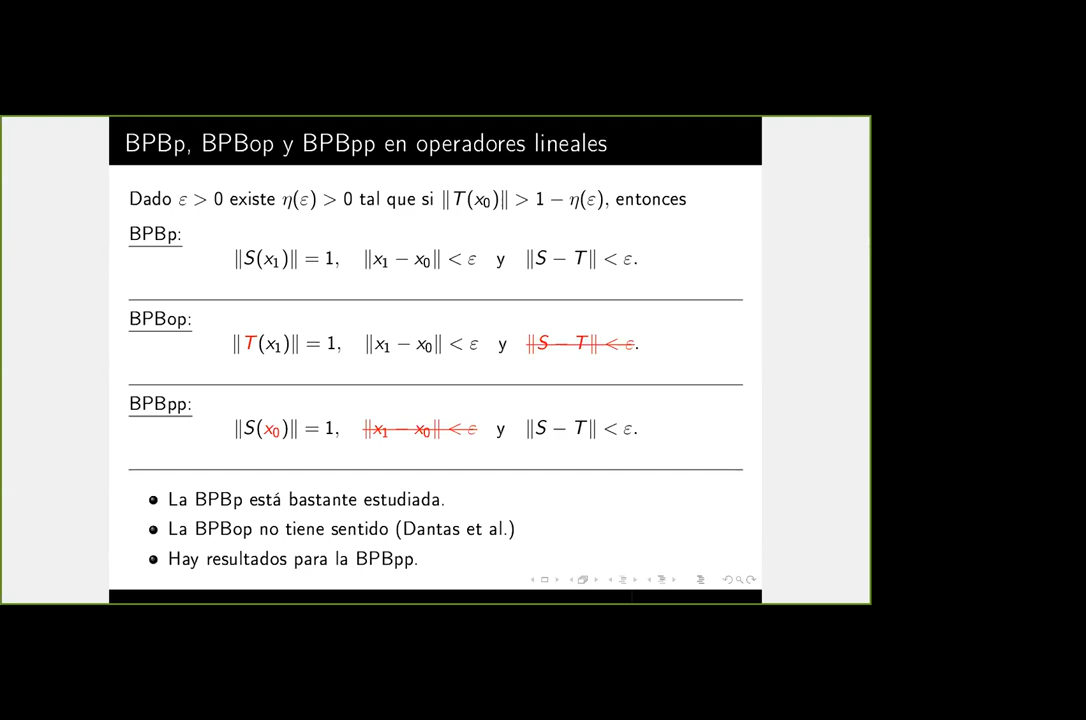 BPBp, BPBop y BPBpp en operadores lineales
Dado ε > 0 existe η(ε) > 0 tal que si ‖T(x₀)‖ > 1 − η(ε), entonces
BPBp:
‖S(x₁)‖ = 1, ‖x₁ − x₀‖ < ε y ‖S − T‖ < ε.
BPBop:
‖T(x₁)‖ = 1, ‖x₁ − x₀‖ < ε y ‖S − T‖ < ε.
BPBpp:
‖S(x₀)‖ = 1, ‖x₁ − x₀‖ < ε y ‖S − T‖ < ε.
• La BPBp está bastante estudiada.
• La BPBop no tiene sentido (Dantas et al.)
• Hay resultados para la BPBpp.